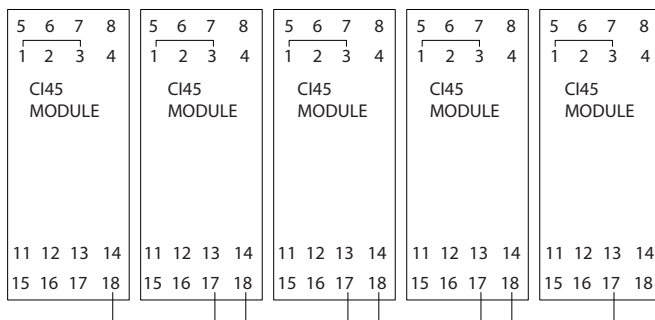 5 6 7 8 5 6 7 8 5 6 7 8 5 6 7 8 5 6 7 8
1 2 3 4 1 2 3 4 1 2 3 4 1 2 3 4 1 2 3 4
CI45 CI45 CI45 CI45 CI45
MODULE MODULE MODULE MODULE MODULE
11 12 13 14 11 12 13 14 11 12 13 14 11 12 13 14 11 12 13 14
15 16 17 18 15 16 17 18 15 16 17 18 15 16 17 18 15 16 17 18